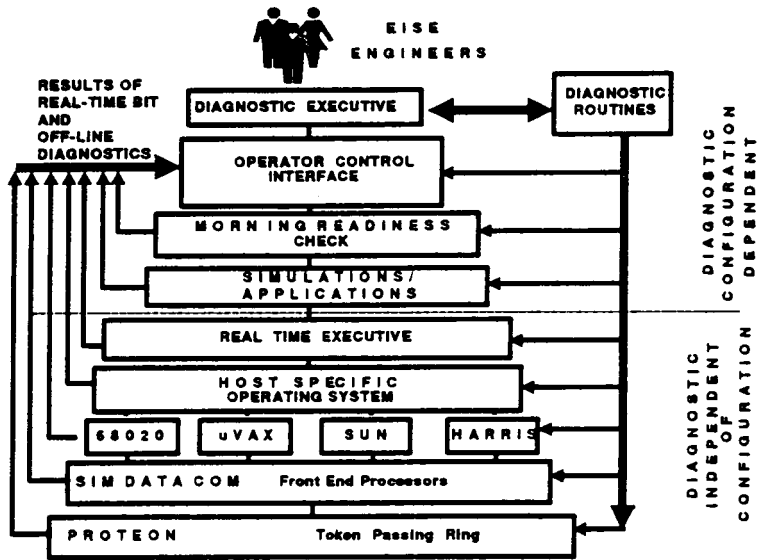 EISE
ENGINEERS
RESULTS OF
REAL-TIME BIT
AND
OFF-LINE
DIAGNOSTICS
DIAGNOSTIC EXECUTIVE
DIAGNOSTIC
ROUTINES
OPERATOR CONTROL
INTERFACE
MORNING READINESS
CHECK
SIMULATIONS/
APPLICATIONS
DIAGNOSTIC
CONFIGURATION
DEPENDENT
REAL TIME EXECUTIVE
HOST SPECIFIC
OPERATING SYSTEM
68020
uVAX
SUN
HARRIS
SIM DATA COM Front End Processors
PROTEON Token Passing Ring
DIAGNOSTIC
INDEPENDENT
OF
CONFIGURATION